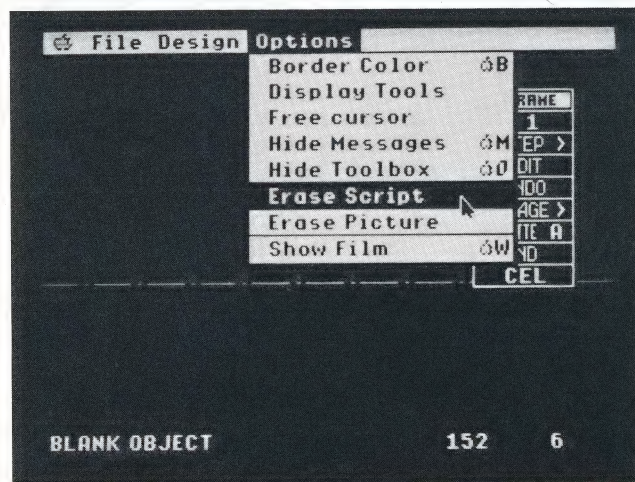 File Design Options
Border Color B
Display Tools
Free cursor
Hide Messages M
Hide Toolbox O
Erase Script
Erase Picture
Show Film W
1
CEL
BLANK OBJECT 152 6